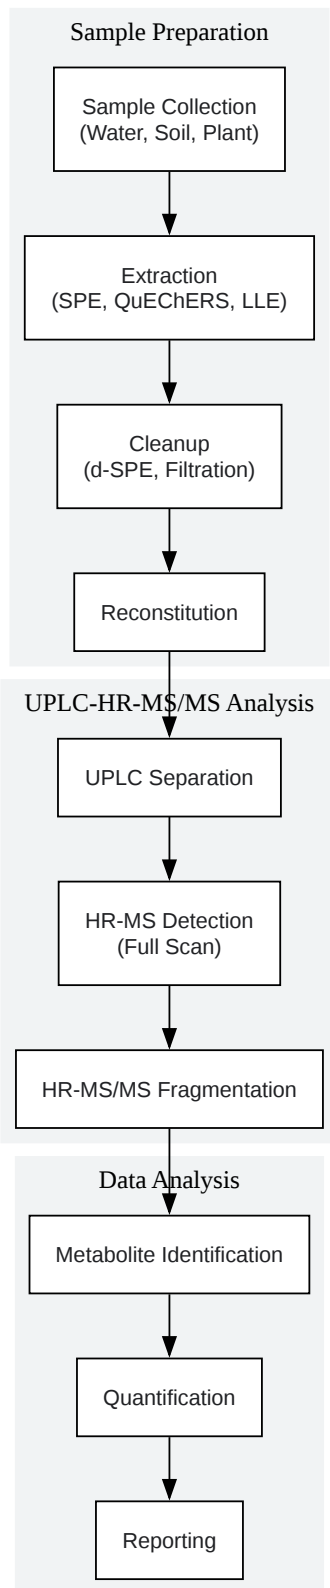 Sample Preparation
Sample Collection
(Water, Soil, Plant)
Extraction
(SPE, QuEChERS, LLE)
Cleanup
(d-SPE, Filtration)
Reconstitution
UPLC-HR-MS/MS Analysis
UPLC Separation
HR-MS Detection
(Full Scan)
HR-MS/MS Fragmentation
Data Analysis
Metabolite Identification
Quantification
Reporting